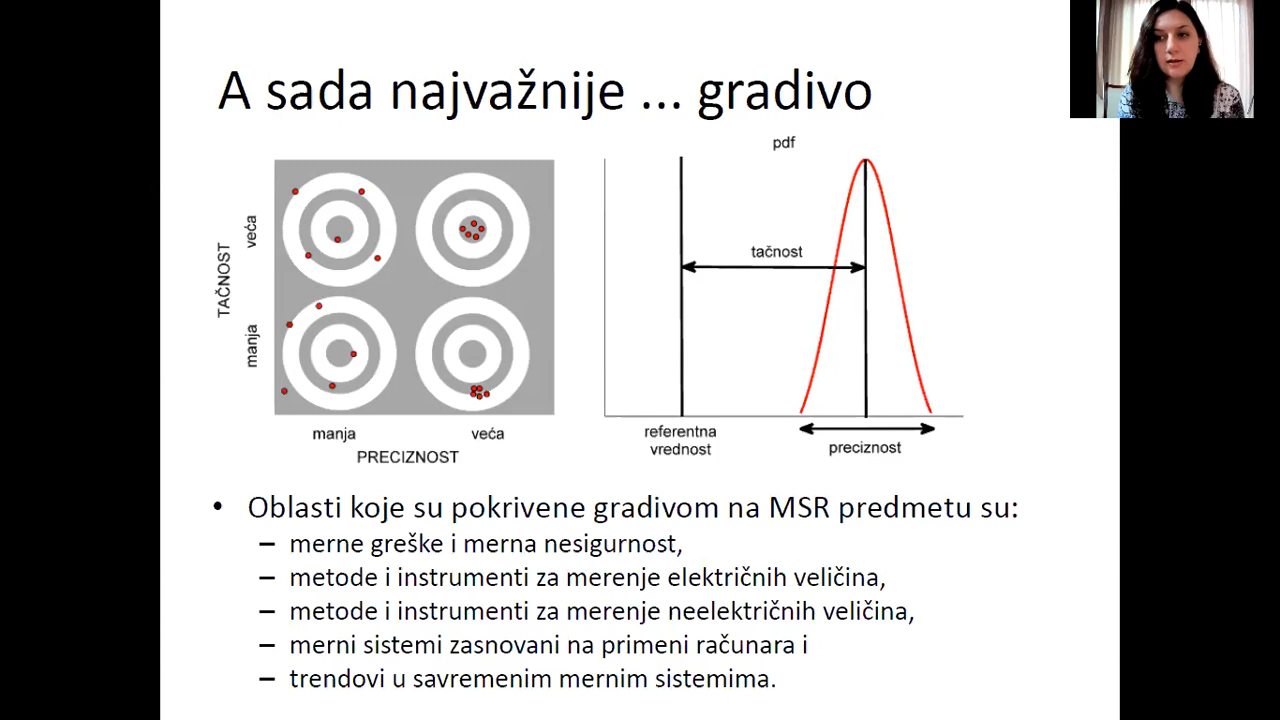 A sada najvažnije ... gradivo
TAČNOST
veća
manja
manja
veća
PRECIZNOST
pdf
tačnost
referentna
vrednost
preciznost
• Oblasti koje su pokrivene gradivom na MSR predmetu su:
– merne greške i merna nesigurnost,
– metode i instrumenti za merenje električnih veličina,
– metode i instrumenti za merenje neelektričnih veličina,
– merni sistemi zasnovani na primeni računara i
– trendovi u savremenim mernim sistemima.